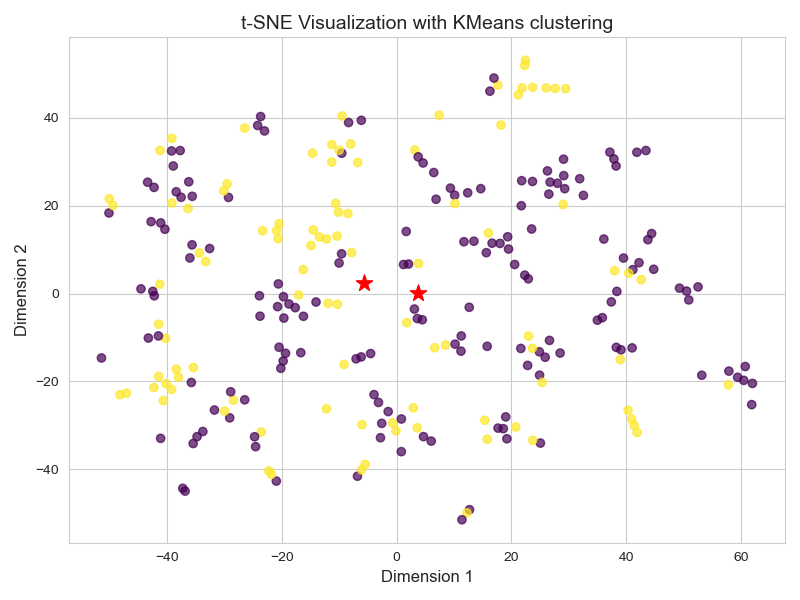 t-SNE Visualization with KMeans clustering
40
20
0
−20
−40
Dimension 2
−40 −20 0 20 40 60
Dimension 1